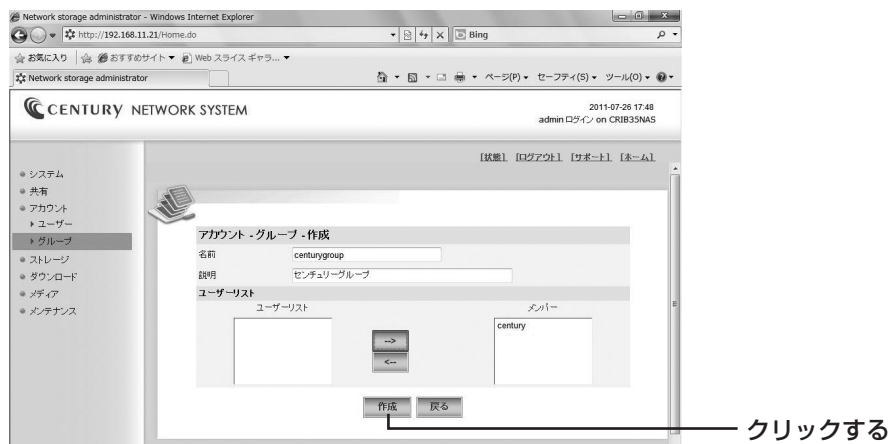 Network storage administrator - Windows Internet Explorer
http://192.168.11.21/Home.do
Bing
お気に入り
おすすめサイト ▼
Web スライス ギャラ... ▼
Network storage administrator
ページ(P) ▼ セーフティ(S) ▼ ツール(O) ▼
CENTURY NETWORK SYSTEM
2011-07-26 17:48
admin ログイン on CRIB35NAS
[状態] [ログアウト] [サポート] [ホーム]
システム
共有
アカウント
ユーザー
グループ
ストレージ
ダウンロード
メディア
メンテナンス
アカウント - グループ - 作成
名前 centurygroup
説明 センチュリーグループ
ユーザーリスト
ユーザーリスト メンバー
century
-->
<--
作成 戻る
クリックする